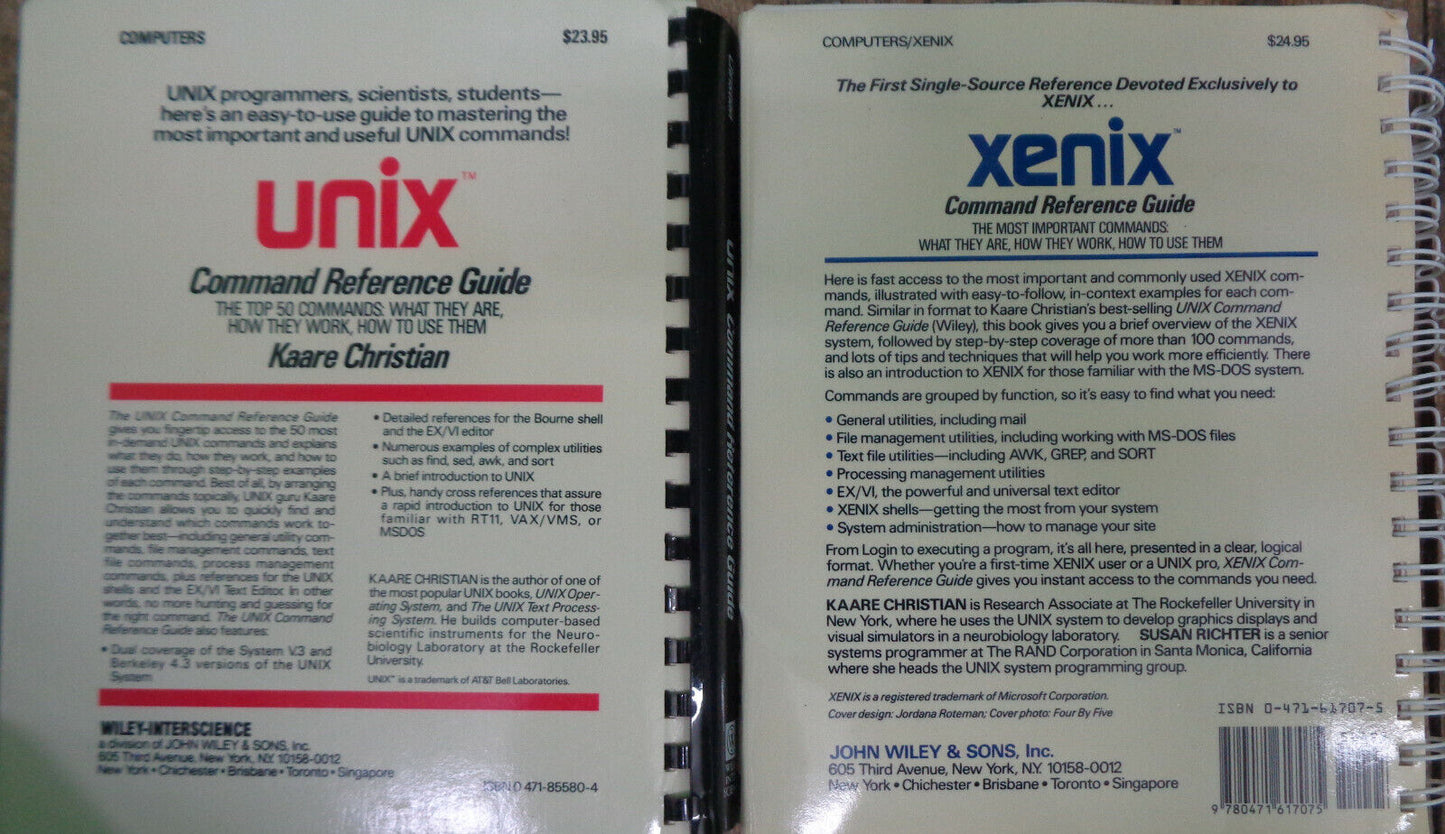 COMPUTERS
$23.95
UNIX programmers, scientists, students—
here's an easy-to-use guide to mastering the
most important and useful UNIX commands!
unix™
Command Reference Guide
THE TOP 50 COMMANDS: WHAT THEY ARE,
HOW THEY WORK, HOW TO USE THEM
Kaare Christian
The UNIX Command Reference Guide
gives you fingertip access to the 50 most
in-demand UNIX commands and explains
what they do, how they work, and how to
use them through step-by-step examples
of each command. Best of all, by arranging
the commands topically, UNIX guru Kaare
Christian allows you to quickly find and
understand which commands work to-
gether best—including general utility com-
mands, file management commands, text
file commands, process management
commands, plus references for the UNIX
shells and the EX/VI Text Editor. In other
words, no more hunting and guessing for
the right command. The UNIX Command
Reference Guide also features:
• Dual coverage of the System V.3 and
Berkeley 4.3 versions of the UNIX
System
• Detailed references for the Bourne shell
and the EX/VI editor
• Numerous examples of complex utilities
such as find, sed, awk, and sort
• A brief introduction to UNIX
• Plus, handy cross references that assure
a rapid introduction to UNIX for those
familiar with RT11, VAX/VMS, or
MSDOS
KAARE CHRISTIAN is the author of one of
the most popular UNIX books, UNIX Oper-
ating System, and The UNIX Text Process-
ing System. He builds computer-based
scientific instruments for the Neuro-
biology Laboratory at the Rockefeller
University.
UNIX™ is a trademark of AT&T Bell Laboratories.
WILEY-INTERSCIENCE
a division of JOHN WILEY & SONS, Inc.
605 Third Avenue, New York, N.Y. 10158-0012
New York • Chichester • Brisbane • Toronto • Singapore
ISBN 0 471-85580-4
unix Command Reference Guide
COMPUTERS/XENIX
$24.95
The First Single-Source Reference Devoted Exclusively to
XENIX . . .
xenix™
Command Reference Guide
THE MOST IMPORTANT COMMANDS:
WHAT THEY ARE, HOW THEY WORK, HOW TO USE THEM
Here is fast access to the most important and commonly used XENIX com-
mands, illustrated with easy-to-follow, in-context examples for each com-
mand. Similar in format to Kaare Christian's best-selling UNIX Command
Reference Guide (Wiley), this book gives you a brief overview of the XENIX
system, followed by step-by-step coverage of more than 100 commands,
and lots of tips and techniques that will help you work more efficiently. There
is also an introduction to XENIX for those familiar with the MS-DOS system.
Commands are grouped by function, so it's easy to find what you need:
• General utilities, including mail
• File management utilities, including working with MS-DOS files
• Text file utilities—including AWK, GREP, and SORT
• Processing management utilities
• EX/VI, the powerful and universal text editor
• XENIX shells—getting the most from your system
• System administration—how to manage your site
From Login to executing a program, it's all here, presented in a clear, logical
format. Whether you're a first-time XENIX user or a UNIX pro, XENIX Com-
mand Reference Guide gives you instant access to the commands you need.
KAARE CHRISTIAN is Research Associate at The Rockefeller University in
New York, where he uses the UNIX system to develop graphics displays and
visual simulators in a neurobiology laboratory. SUSAN RICHTER is a senior
systems programmer at The RAND Corporation in Santa Monica, California
where she heads the UNIX system programming group.
XENIX is a registered trademark of Microsoft Corporation.
Cover design: Jordana Roteman; Cover photo: Four By Five
ISBN 0-471-61707-5
JOHN WILEY & SONS, Inc.
605 Third Avenue, New York, N.Y. 10158-0012
New York • Chichester • Brisbane • Toronto • Singapore
9 780471 617075